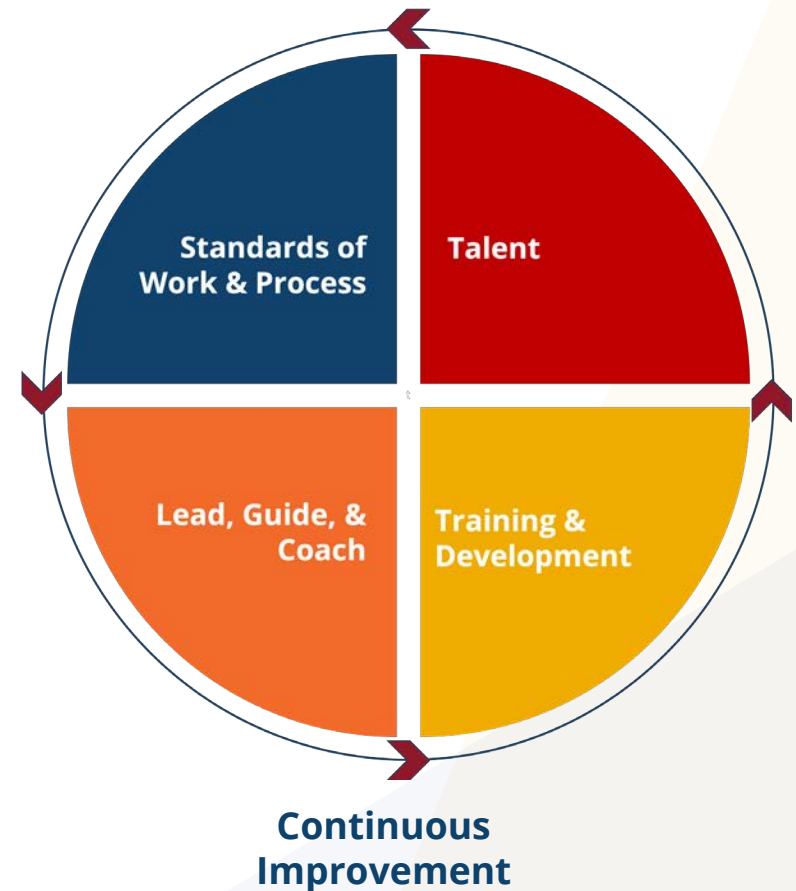 Standards of
Work & Process
Talent
Lead, Guide, &
Coach
Training &
Development
Continuous
Improvement